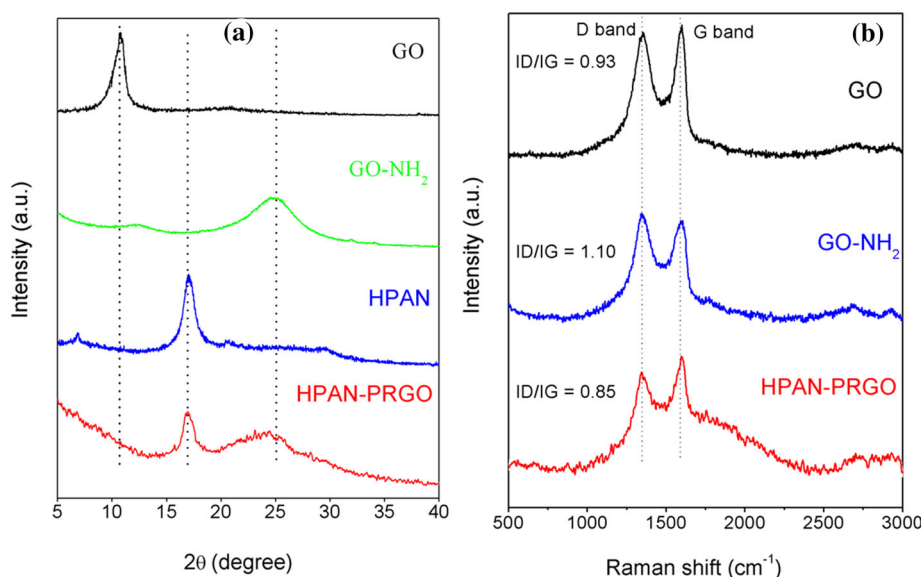 (a)
GO
GO-NH₂
HPAN
HPAN-PRGO
Intensity (a.u.)
5 10 15 20 25 30 35 40
2θ (degree)
(b)
D band
G band
ID/IG = 0.93
GO
ID/IG = 1.10
GO-NH₂
ID/IG = 0.85
HPAN-PRGO
Intensity (a.u.)
500 1000 1500 2000 2500 3000
Raman shift (cm⁻¹)